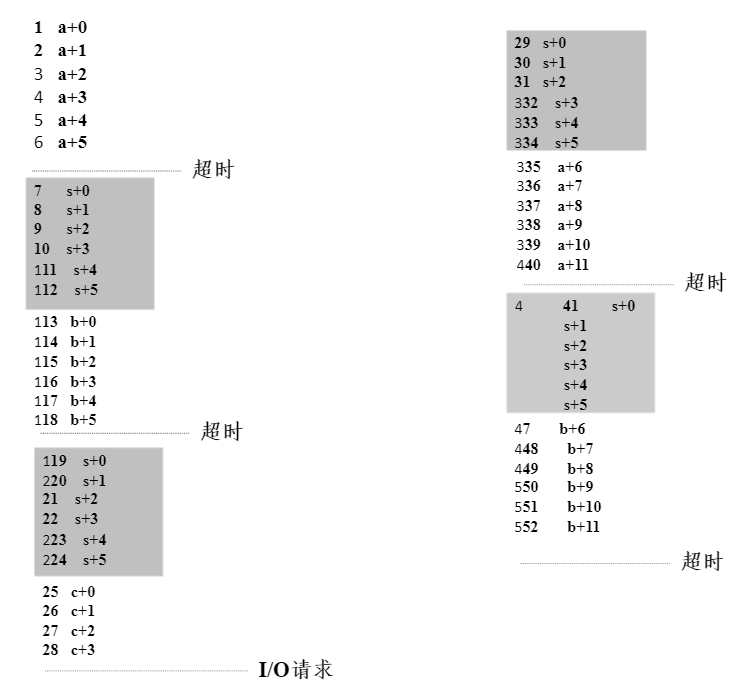 1 a+0
2 a+1
3 a+2
4 a+3
5 a+4
6 a+5
超时
7 s+0
8 s+1
9 s+2
10 s+3
111 s+4
112 s+5
113 b+0
114 b+1
115 b+2
116 b+3
117 b+4
118 b+5
超时
119 s+0
220 s+1
21 s+2
22 s+3
223 s+4
224 s+5
25 c+0
26 c+1
27 c+2
28 c+3
I/O请求
29 s+0
30 s+1
31 s+2
332 s+3
333 s+4
334 s+5
335 a+6
336 a+7
337 a+8
338 a+9
339 a+10
440 a+11
超时
4 41 s+0
s+1
s+2
s+3
s+4
s+5
47 b+6
448 b+7
449 b+8
550 b+9
551 b+10
552 b+11
超时